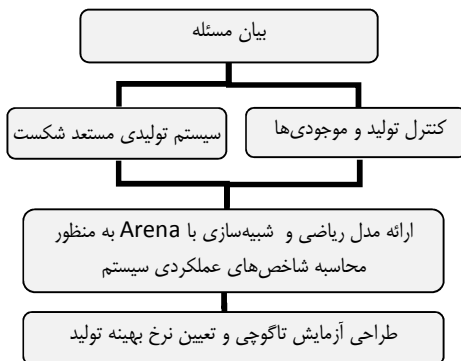 بیان مسئله
کنترل تولید و موجودی‌ها
سیستم تولیدی مستعد شکست
ارائه مدل ریاضی و شبیه‌سازی با Arena به منظور
محاسبه شاخص‌های عملکردی سیستم
طراحی آزمایش تاگوچی و تعیین نرخ بهینه تولید